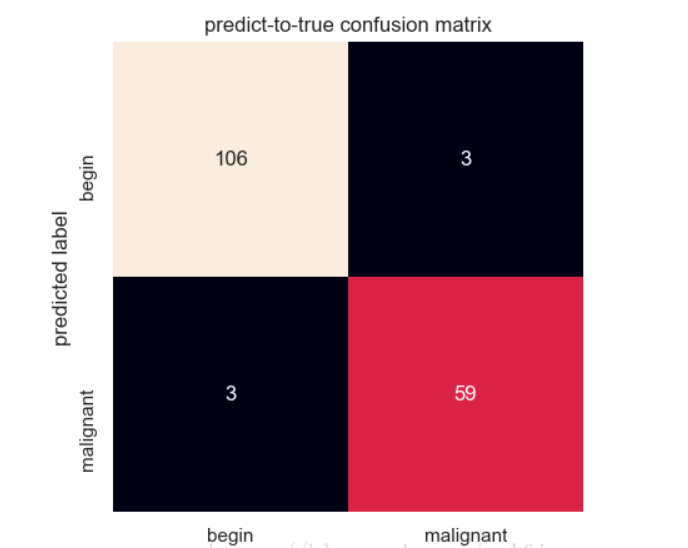 predict-to-true confusion matrix
begin
106
3
predicted label
malignant
3
59
begin
malignant